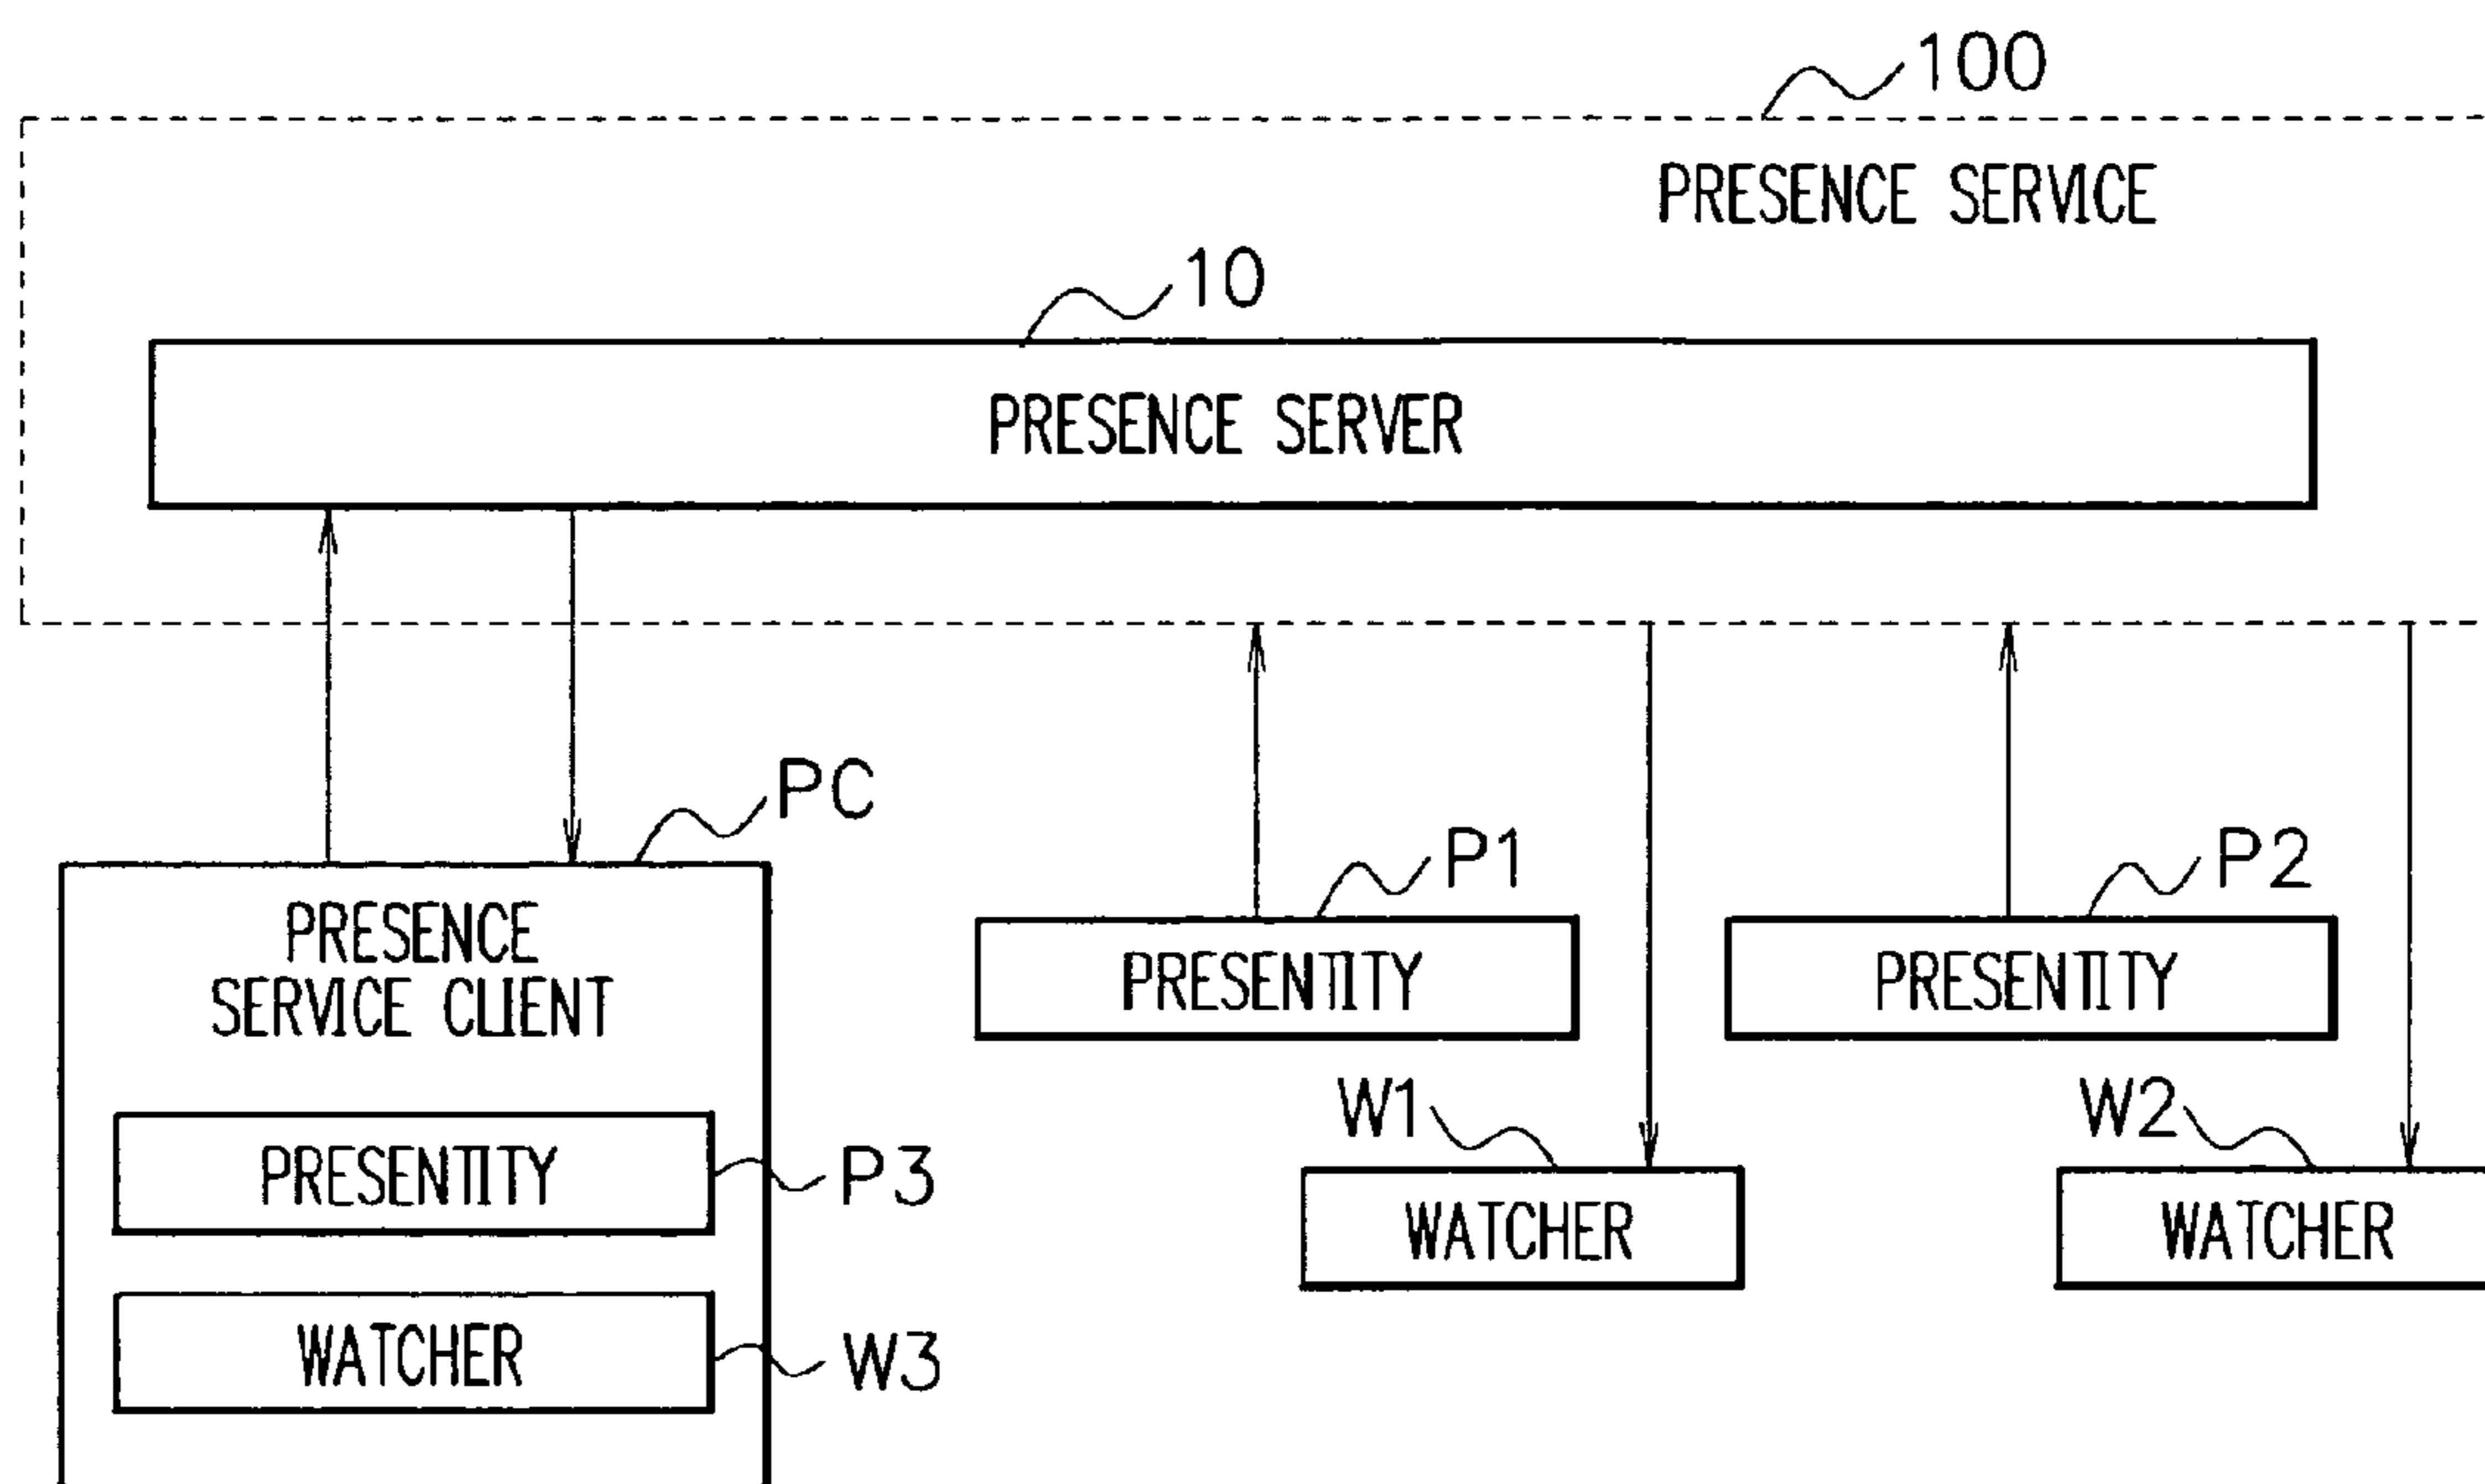 100
PRESENCE SERVICE
10
PRESENCE SERVER
PC
PRESENCE
SERVICE CLIENT
P1
PRESENTITY
P2
PRESENTITY
W1
WATCHER
W2
WATCHER
PRESENTITY
P3
WATCHER
W3